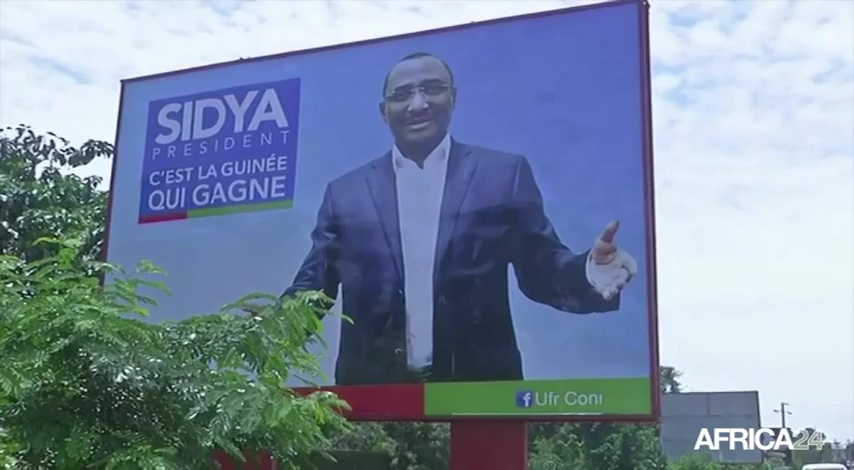 SIDYA
PRESIDENT
C'EST LA GUINÉE
QUI GAGNE
f Ufr Coni
AFRICA24